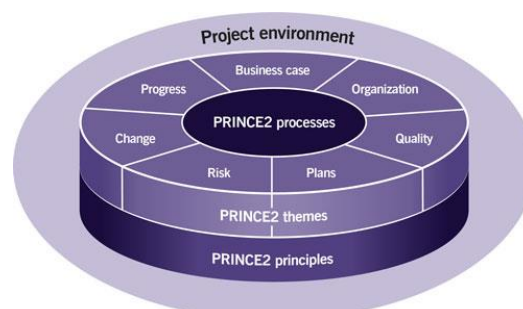 Project environment
Business case
Progress
Organization
PRINCE2 processes
Change
Quality
Risk
Plans
PRINCE2 themes
PRINCE2 principles